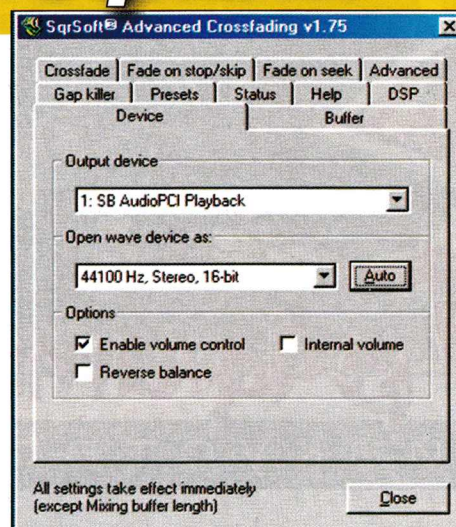 SqrSoft® Advanced Crossfading v1.75
Crossfade Fade on stop/skip Fade on seek Advanced
Gap killer Presets Status Help DSP
Device Buffer
Output device
1: SB AudioPCI Playback
Open wave device as:
44100 Hz, Stereo, 16-bit Auto
Options
Enable volume control Internal volume
Reverse balance
All settings take effect immediately
(except Mixing buffer length) Close